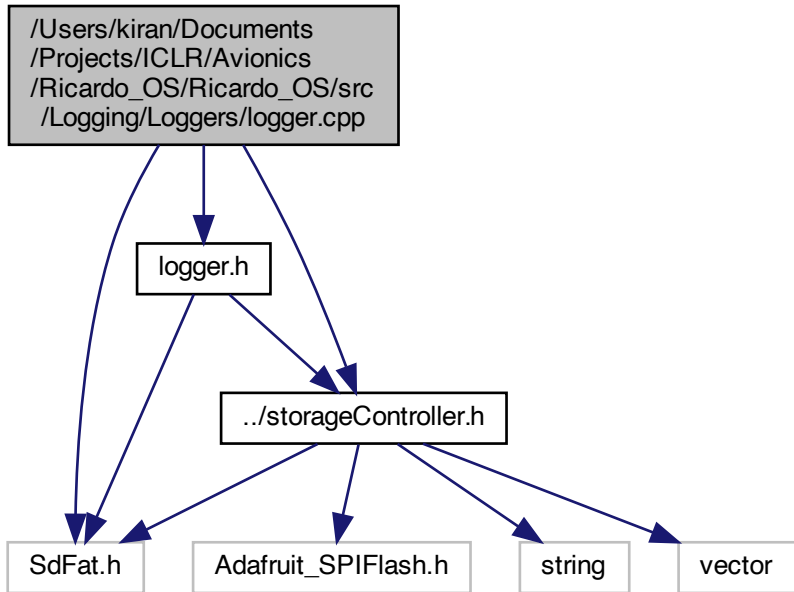 /Users/kiran/Documents
/Projects/ICLR/Avionics
/Ricardo_OS/Ricardo_OS/src
/Logging/Loggers/logger.cpp
logger.h
../storageController.h
SdFat.h
Adafruit_SPIFlash.h
string
vector